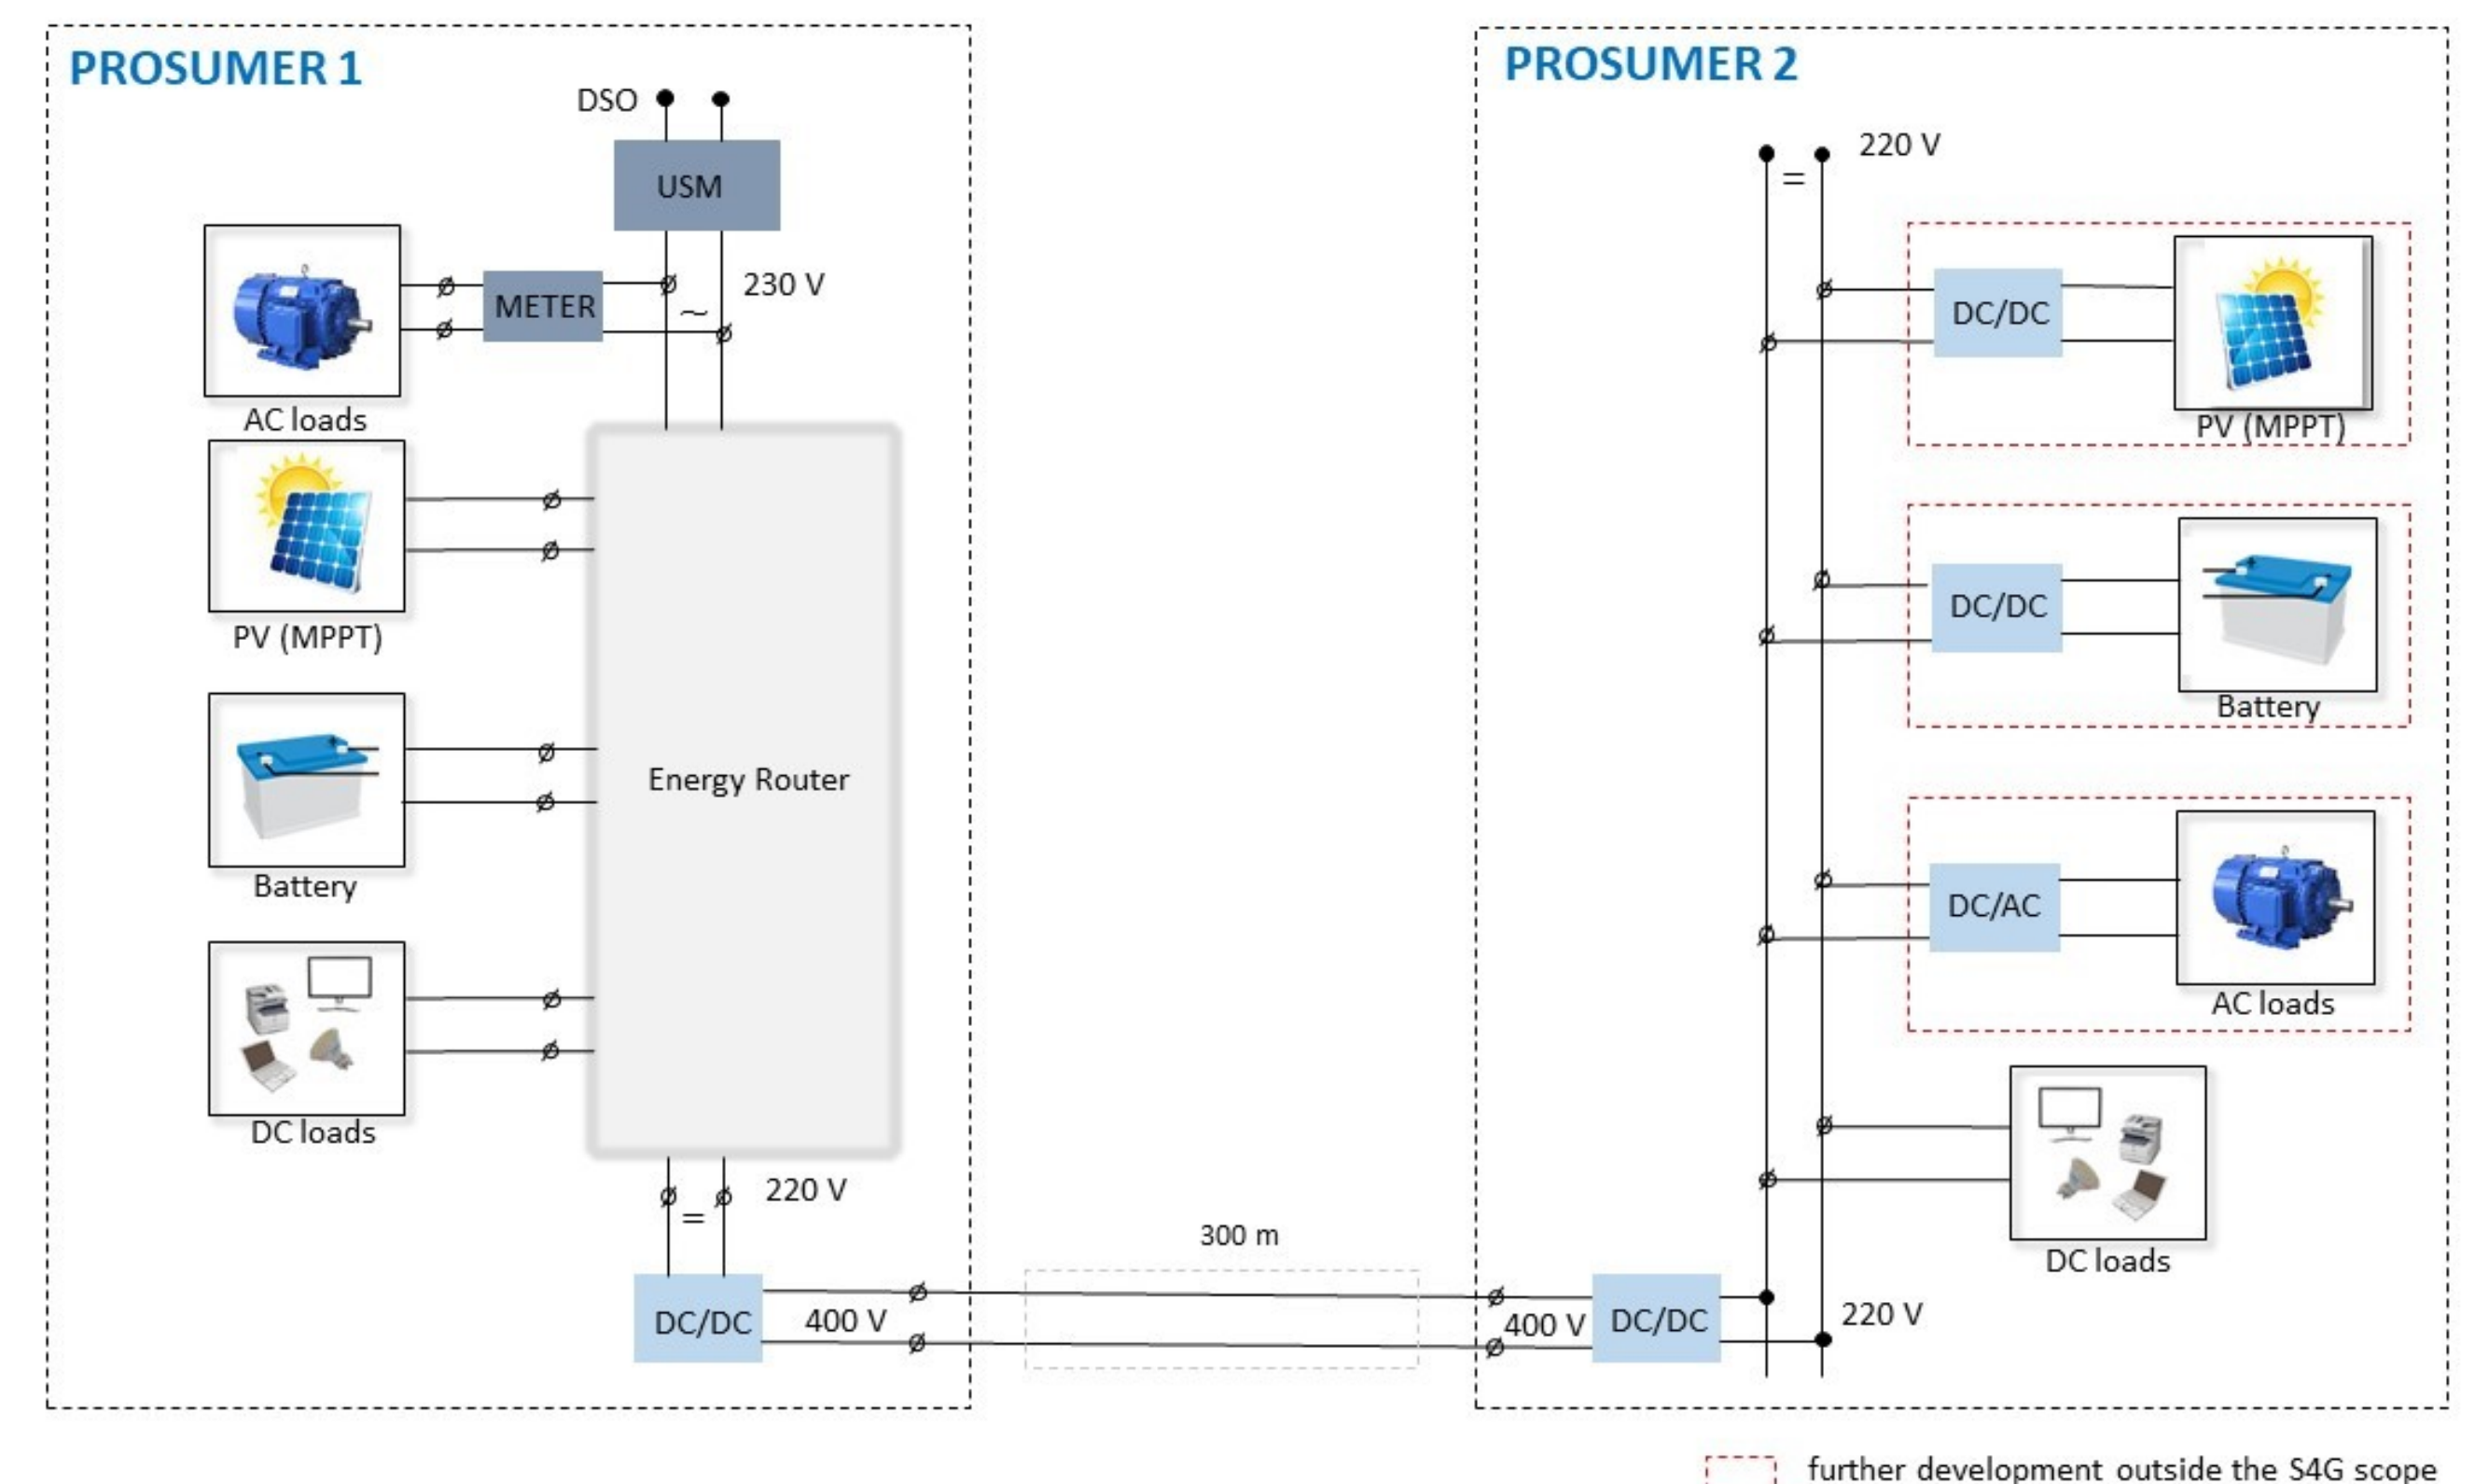 PROSUMER 1
DSO
USM
METER
230 V
~
AC loads
PV (MPPT)
Battery
Energy Router
DC loads
220 V
=
DC/DC
400 V
300 m
PROSUMER 2
220 V
=
DC/DC
PV (MPPT)
DC/DC
Battery
DC/AC
AC loads
DC loads
400 V
DC/DC
220 V
further development outside the S4G scope